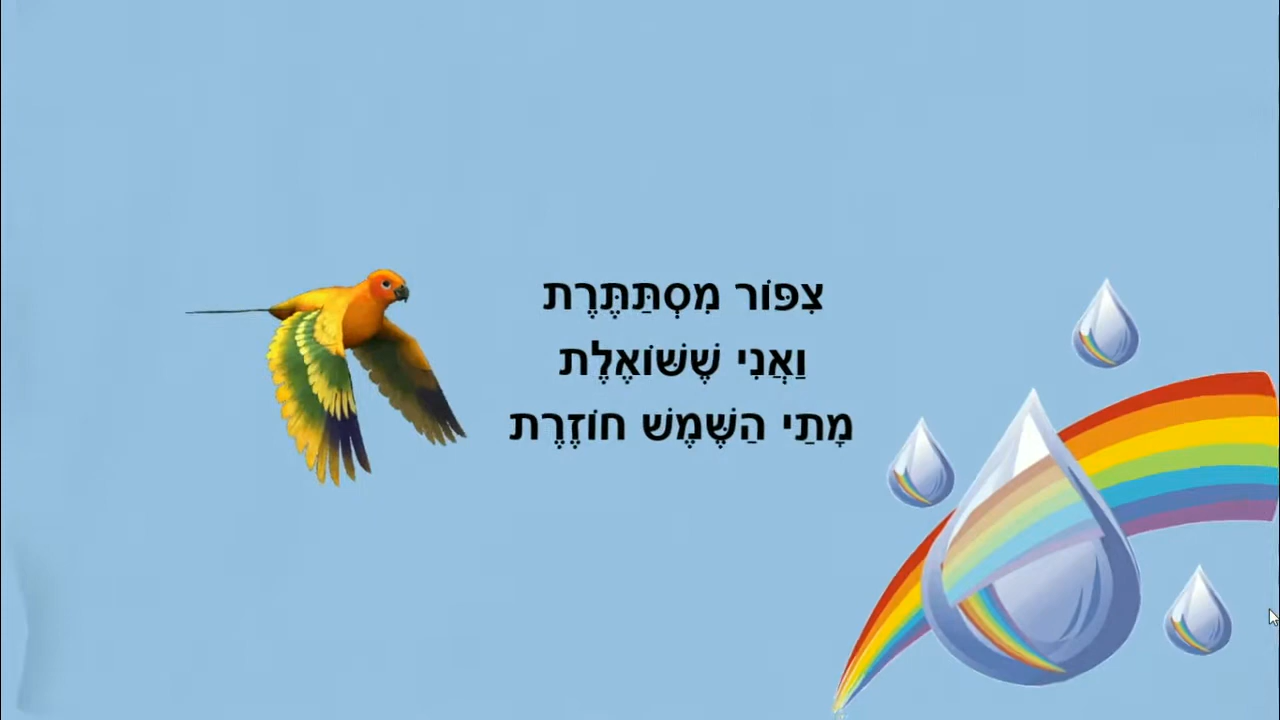 צִפּוֹר מִסְתַּתֶּרֶת
וַאֲנִי שֶׁשּׁוֹאֶלֶת
מָתַי הַשֶּׁמֶשׁ חוֹזֶרֶת